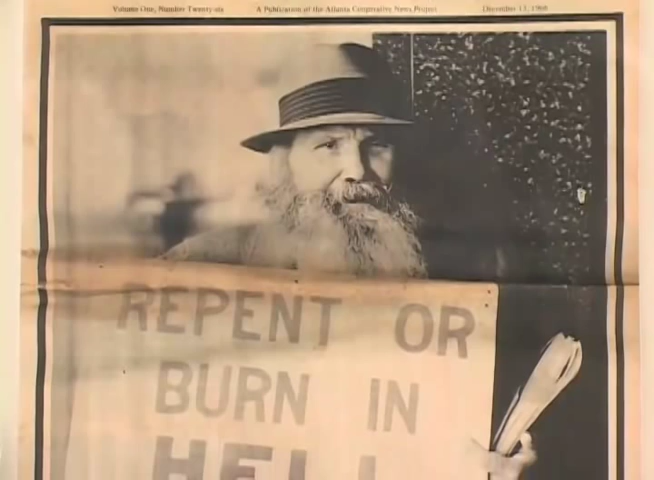 Volume One, Number Twenty-six A Publication of the Atlanta Cooperative News Project December 15, 1968
REPENT OR
BURN IN
HELL